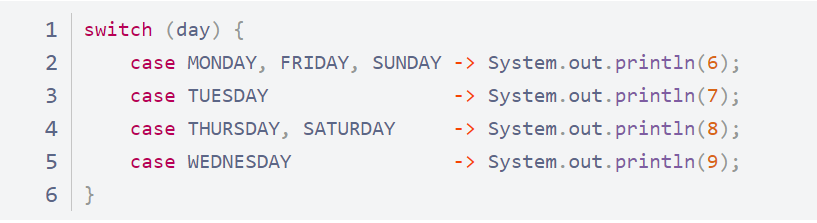 1 switch (day) {
2 case MONDAY, FRIDAY, SUNDAY -> System.out.println(6);
3 case TUESDAY -> System.out.println(7);
4 case THURSDAY, SATURDAY -> System.out.println(8);
5 case WEDNESDAY -> System.out.println(9);
6 }